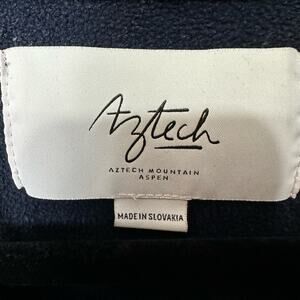 Aztech
AZTECH MOUNTAIN
ASPEN
MADE IN SLOVAKIA